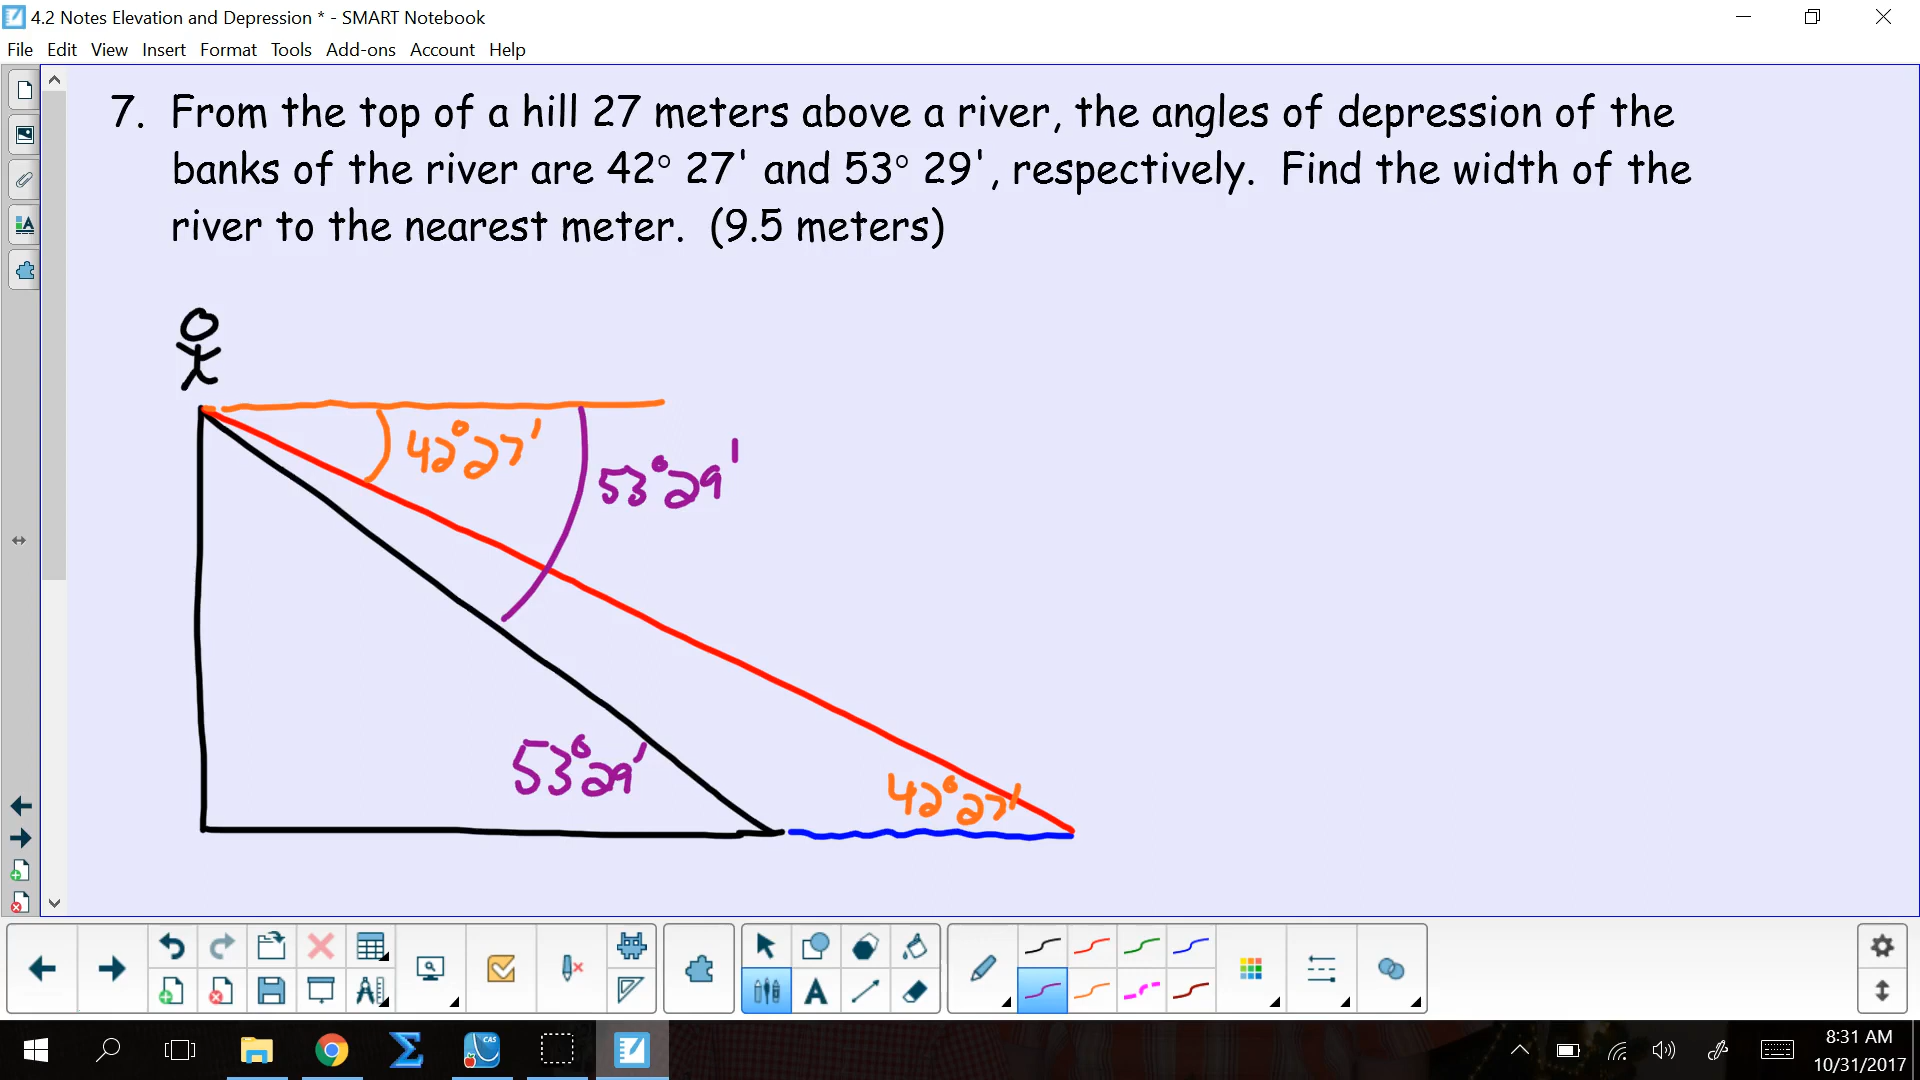 4.2 Notes Elevation and Depression * - SMART Notebook
File Edit View Insert Format Tools Add-ons Account Help
7. From the top of a hill 27 meters above a river, the angles of depression of the
banks of the river are 42° 27' and 53° 29', respectively. Find the width of the
river to the nearest meter. (9.5 meters)
42°27'
53°29'
53°29'
42°27'
A
CAS
8:31 AM
10/31/2017